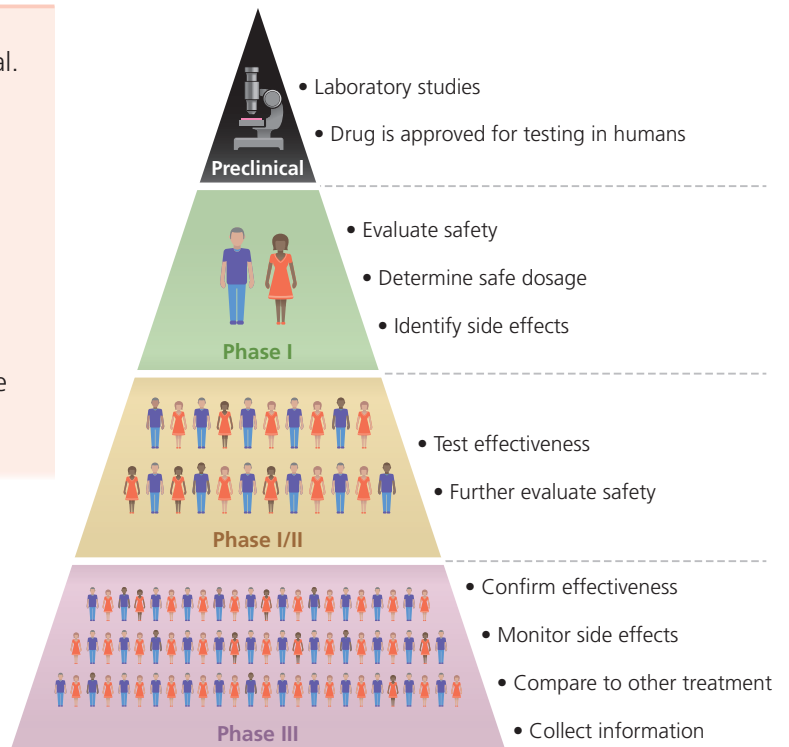 al.
e
• Laboratory studies
• Drug is approved for testing in humans
Preclinical
• Evaluate safety
• Determine safe dosage
• Identify side effects
Phase I
• Test effectiveness
• Further evaluate safety
Phase I/II
• Confirm effectiveness
• Monitor side effects
• Compare to other treatment
• Collect information
Phase III